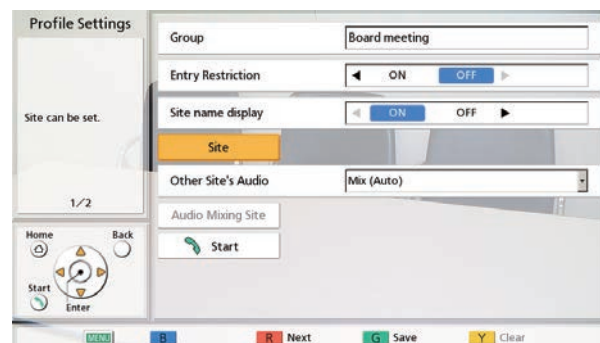 Profile Settings
Site can be set.
1/2
Home
Back
Start
Enter
Group
Board meeting
Entry Restriction
ON
OFF
Site name display
ON
OFF
Site
Other Site's Audio
Mix (Auto)
Audio Mixing Site
Start
MENU
B
R Next
G Save
Y Clear